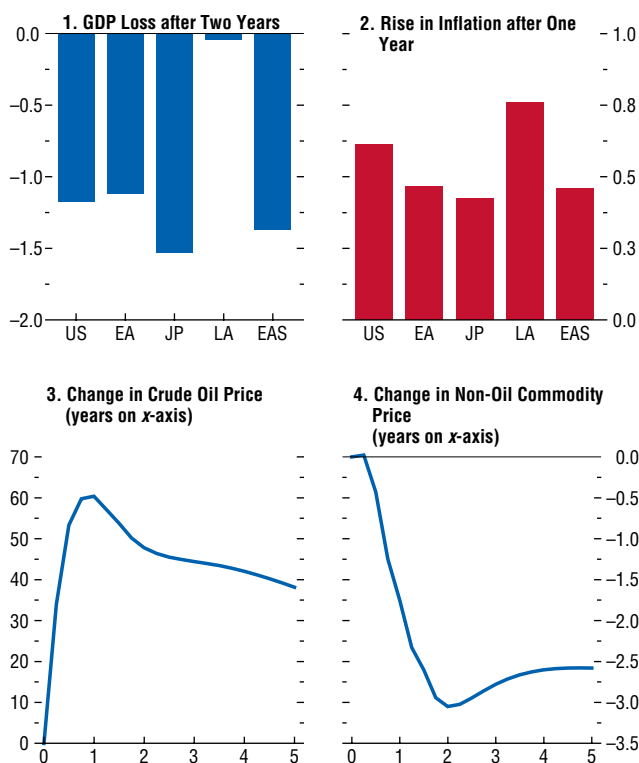 1. GDP Loss after Two Years
0.0
–0.5
–1.0
–1.5
–2.0
US EA JP LA EAS
2. Rise in Inflation after One
Year
1.0
0.8
0.5
0.3
0.0
US EA JP LA EAS
3. Change in Crude Oil Price
(years on x-axis)
70
60
50
40
30
20
10
0
0 1 2 3 4 5
4. Change in Non-Oil Commodity
Price
(years on x-axis)
0.0
–0.5
–1.0
–1.5
–2.0
–2.5
–3.0
–3.5
0 1 2 3 4 5